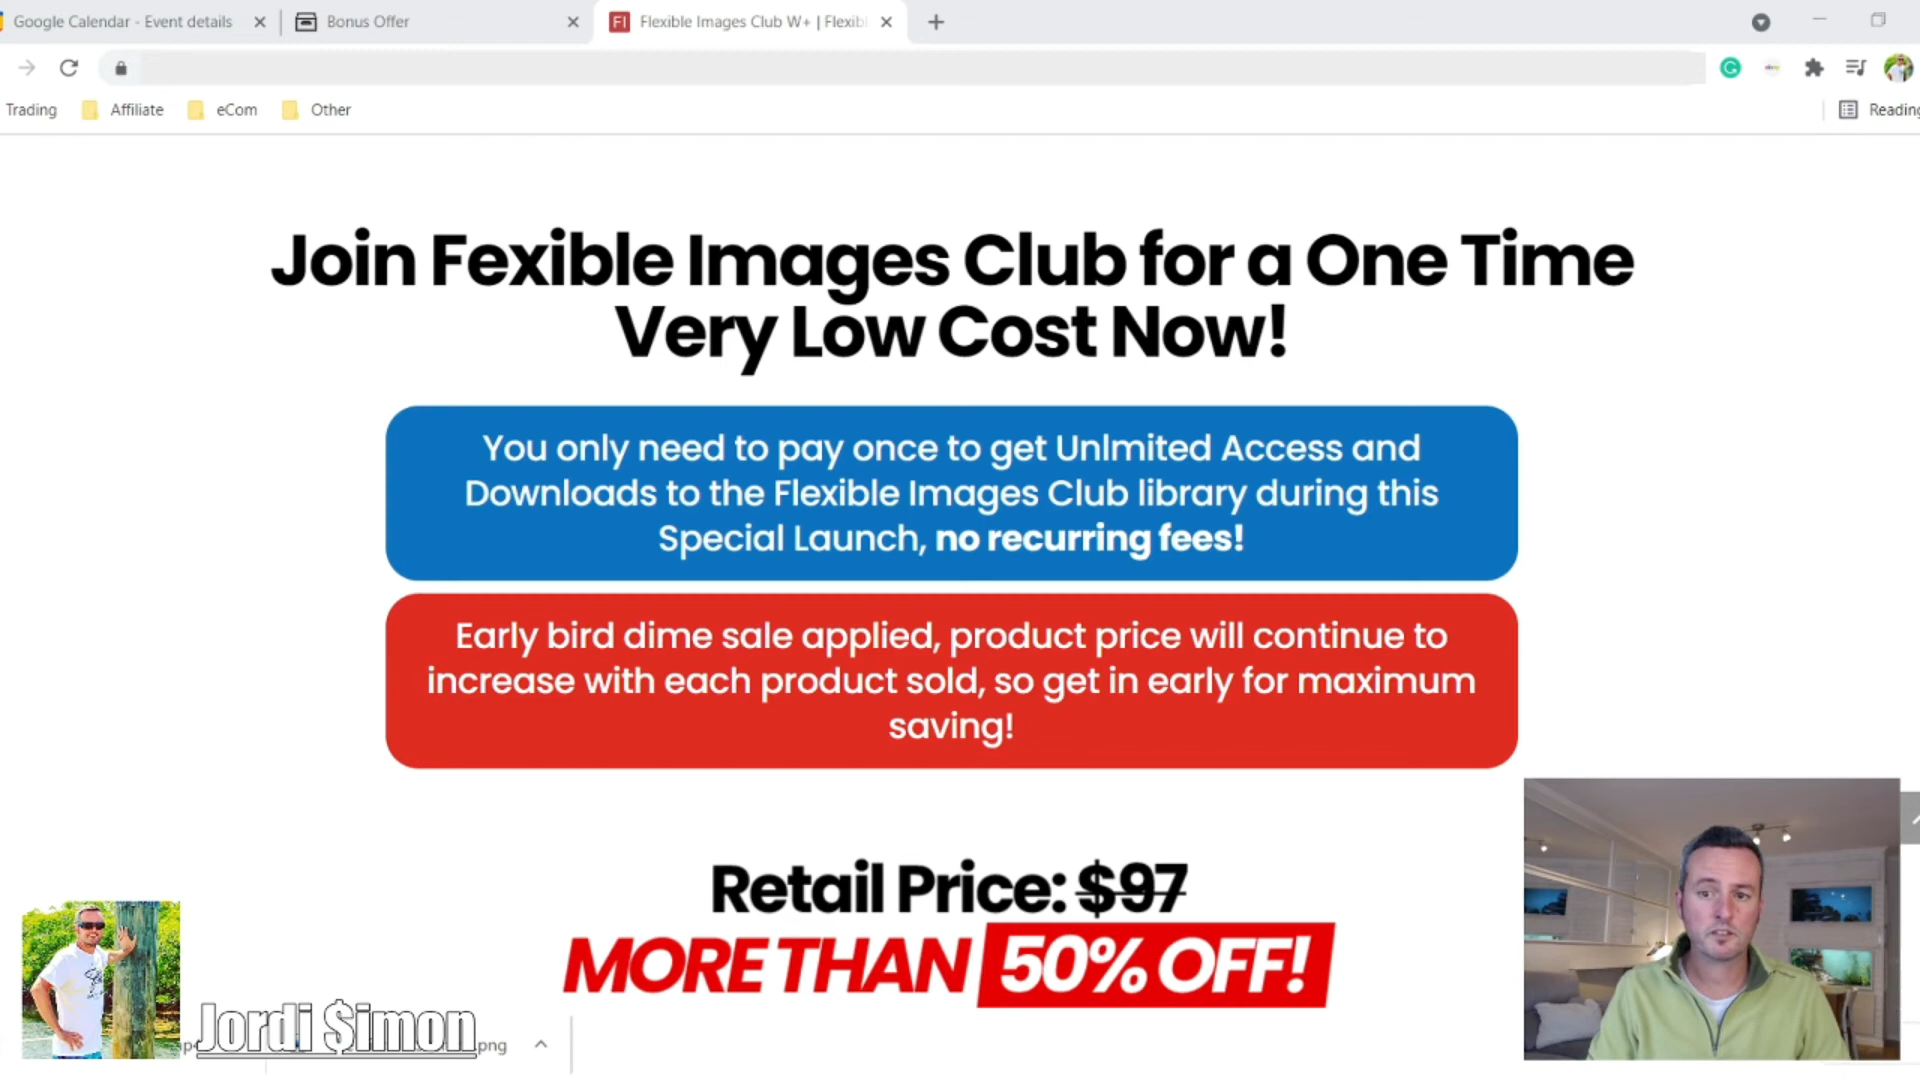 Google Calendar - Event details
Bonus Offer
Flexible Images Club W+ | Flexib
Trading
Affiliate
eCom
Other
Reading
Join Fexible Images Club for a One Time
Very Low Cost Now!
You only need to pay once to get Unlmited Access and
Downloads to the Flexible Images Club library during this
Special Launch, no recurring fees!
Early bird dime sale applied, product price will continue to
increase with each product sold, so get in early for maximum
saving!
Retail Price: $97
MORE THAN 50% OFF!
Jordi $imon
.png